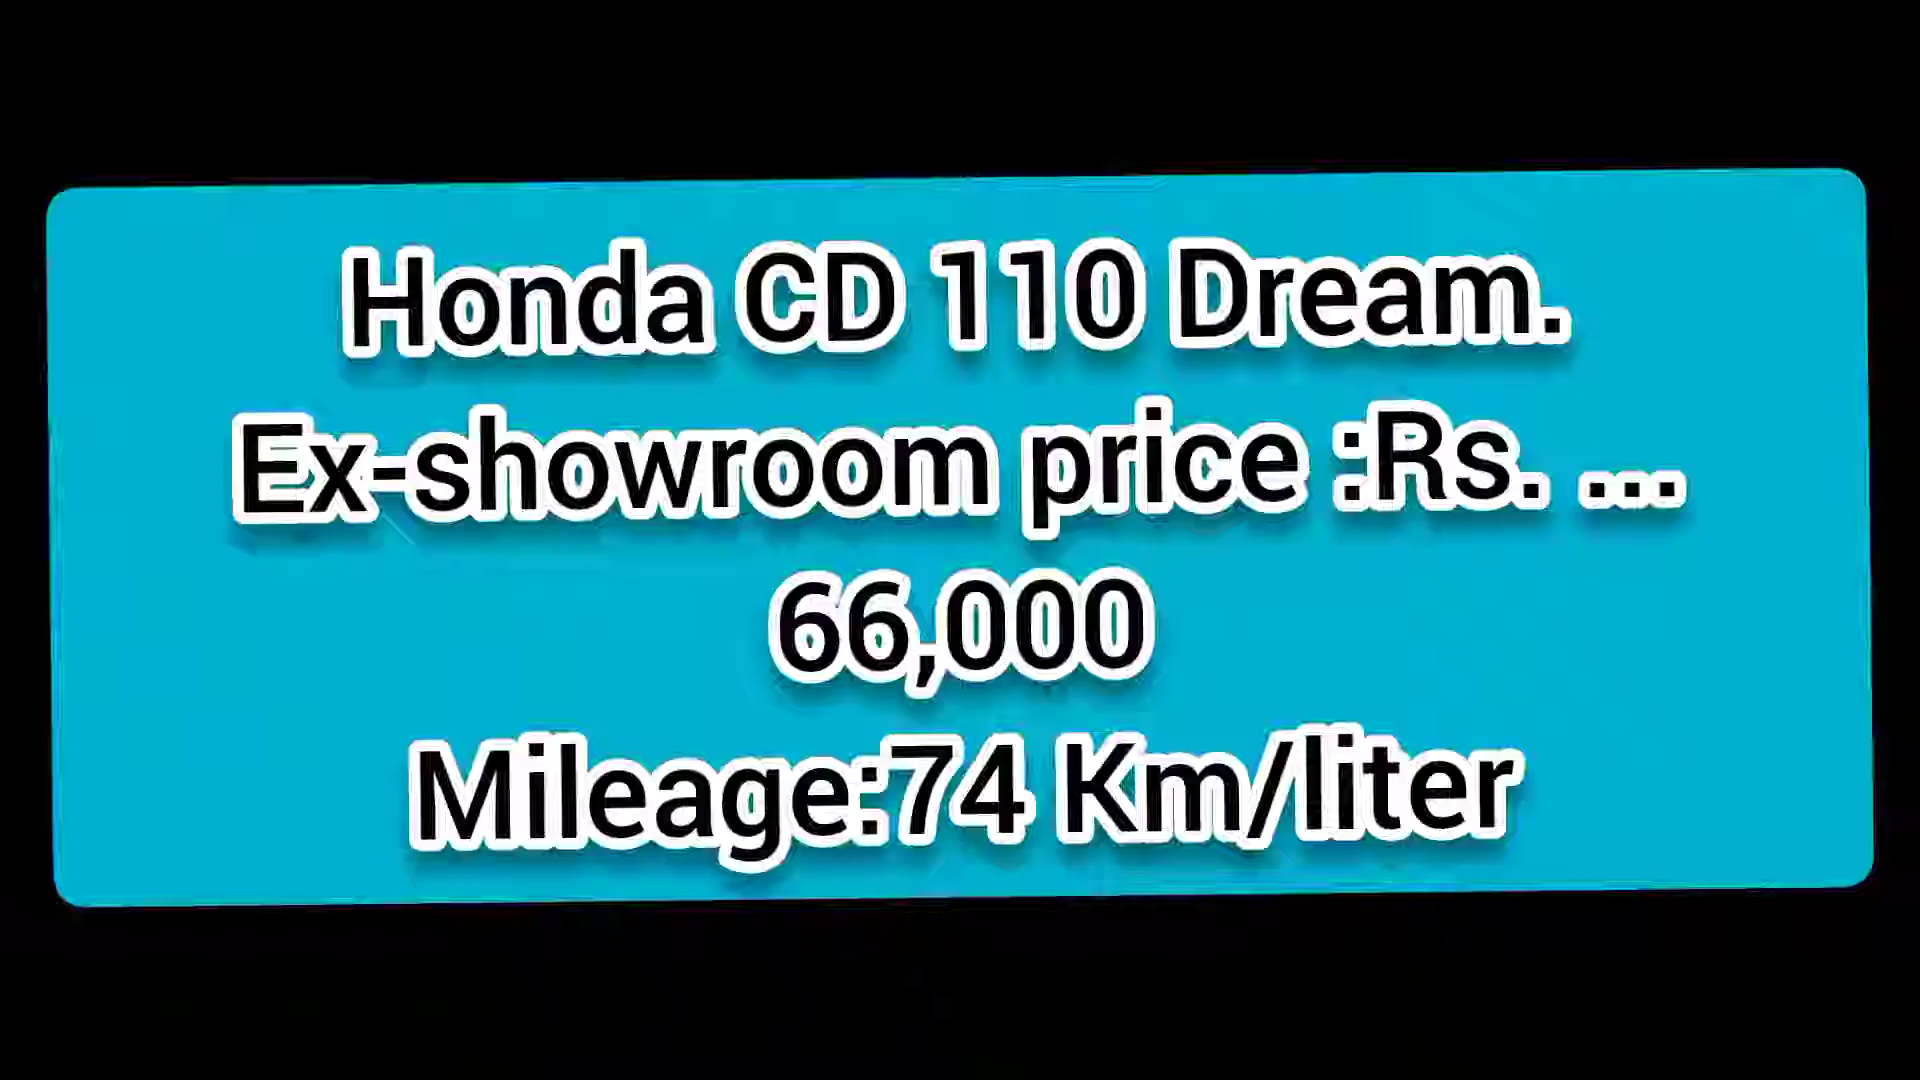 Honda CD 110 Dream.
Ex-showroom price :Rs. ...
66,000
Mileage:74 Km/liter